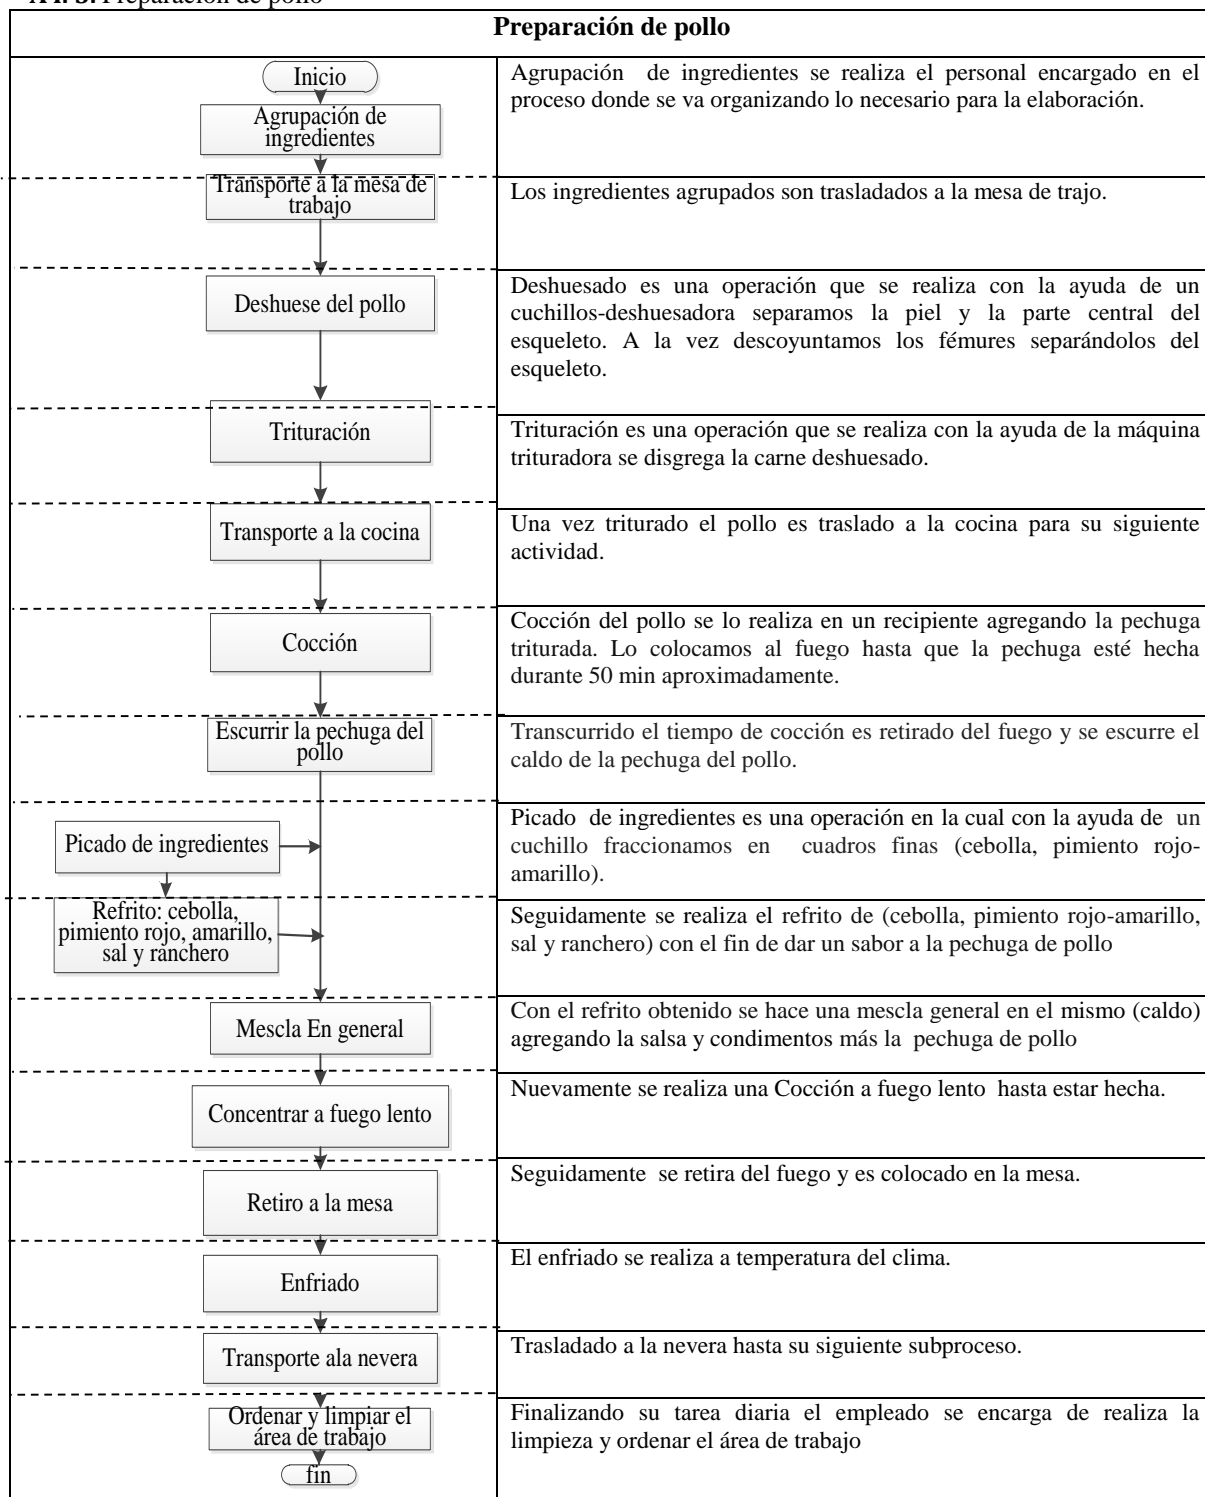 Preparación de pollo
Preparación de pollo
Inicio
Agrupación de
ingredientes
Agrupación de ingredientes se realiza el personal encargado en el
proceso donde se va organizando lo necesario para la elaboración.
Transporte a la mesa de
trabajo
Los ingredientes agrupados son trasladados a la mesa de trajo.
Deshuese del pollo
Deshuesado es una operación que se realiza con la ayuda de un
cuchillos-deshuesadora separamos la piel y la parte central del
esqueleto. A la vez descoyuntamos los fémures separándolos del
esqueleto.
Trituración
Trituración es una operación que se realiza con la ayuda de la máquina
trituradora se disgrega la carne deshuesado.
Transporte a la cocina
Una vez triturado el pollo es traslado a la cocina para su siguiente
actividad.
Cocción
Cocción del pollo se lo realiza en un recipiente agregando la pechuga
triturada. Lo colocamos al fuego hasta que la pechuga esté hecha
durante 50 min aproximadamente.
Escurrir la pechuga del
pollo
Transcurrido el tiempo de cocción es retirado del fuego y se escurre el
caldo de la pechuga del pollo.
Picado de ingredientes
Picado de ingredientes es una operación en la cual con la ayuda de un
cuchillo fraccionamos en cuadros finas (cebolla, pimiento rojo-
amarillo).
Refrito: cebolla,
pimiento rojo, amarillo,
sal y ranchero
Seguidamente se realiza el refrito de (cebolla, pimiento rojo-amarillo,
sal y ranchero) con el fin de dar un sabor a la pechuga de pollo
Mescla En general
Con el refrito obtenido se hace una mescla general en el mismo (caldo)
agregando la salsa y condimentos más la pechuga de pollo
Concentrar a fuego lento
Nuevamente se realiza una Cocción a fuego lento hasta estar hecha.
Retiro a la mesa
Seguidamente se retira del fuego y es colocado en la mesa.
Enfriado
El enfriado se realiza a temperatura del clima.
Transporte ala nevera
Trasladado a la nevera hasta su siguiente subproceso.
Ordenar y limpiar el
área de trabajo
Finalizando su tarea diaria el empleado se encarga de realiza la
limpieza y ordenar el área de trabajo
fin